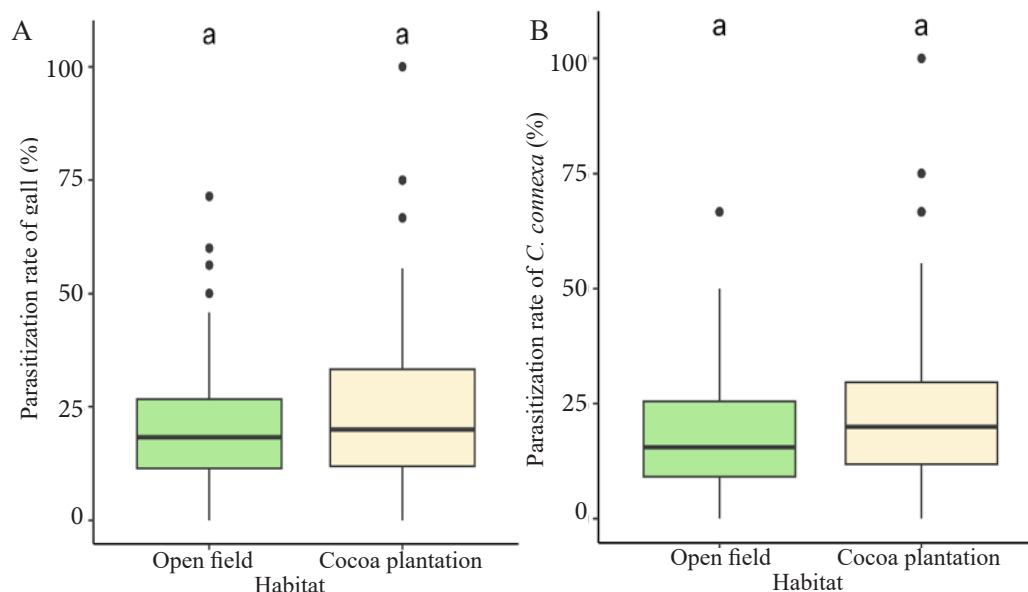 A
a a
Parasitization rate of gall (%)
100
75
50
25
0
Open field Cocoa plantation
Habitat
B
a a
Parasitization rate of C. connexa (%)
100
75
50
25
0
Open field Cocoa plantation
Habitat